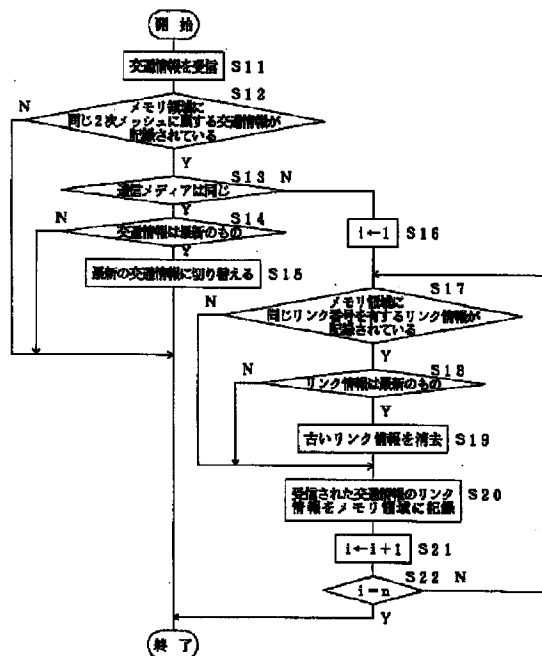 開 始
交通情報を受信 S11
S12
N
メモリ領域に
同じ2次メッシュに属する交通情報が
記録されている
Y
S13
通信メディアは同じ N
Y
S14
N
交通情報は最新のもの
Y
最新の交通情報に切り替える S15
i←1 S16
S17
メモリ領域に
N
同じリンク番号を有するリンク情報が
記録されている
Y
S18
N
リンク情報は最新のもの
Y
古いリンク情報を消去 S19
受信された交通情報のリンク
情報をメモリ領域に記録
S20
i←i+1 S21
S22 N
i=n
Y
終 了